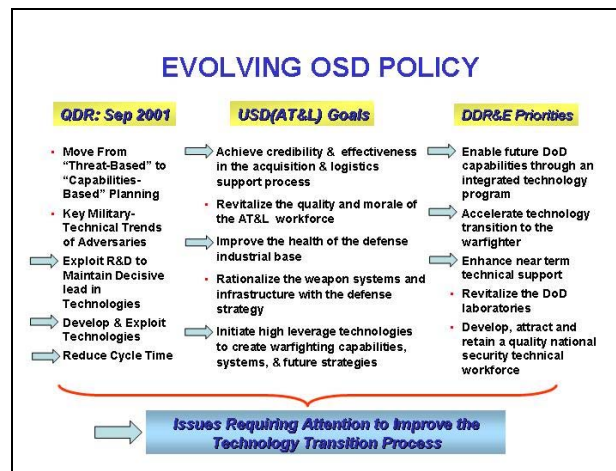 EVOLVING OSD POLICY
QDR: Sep 2001
Move From
“Threat-Based” to
“Capabilities-
Based” Planning
Key Military-
Technical Trends
of Adversaries
Exploit R&D to
Maintain Decisive
lead in
Technologies
Develop & Exploit
Technologies
Reduce Cycle Time
USD(AT&L) Goals
Achieve credibility & effectiveness
in the acquisition & logistics
support process
Revitalize the quality and morale of
the AT&L workforce
Improve the health of the defense
industrial base
Rationalize the weapon systems and
infrastructure with the defense
strategy
Initiate high leverage technologies
to create warfighting capabilities,
systems, & future strategies
DDR&E Priorities
Enable future DoD
capabilities through an
integrated technology
program
Accelerate technology
transition to the
warfighter
Enhance near term
technical support
Revitalize the DoD
laboratories
Develop, attract and
retain a quality national
security technical
workforce
Issues Requiring Attention to Improve the
Technology Transition Process